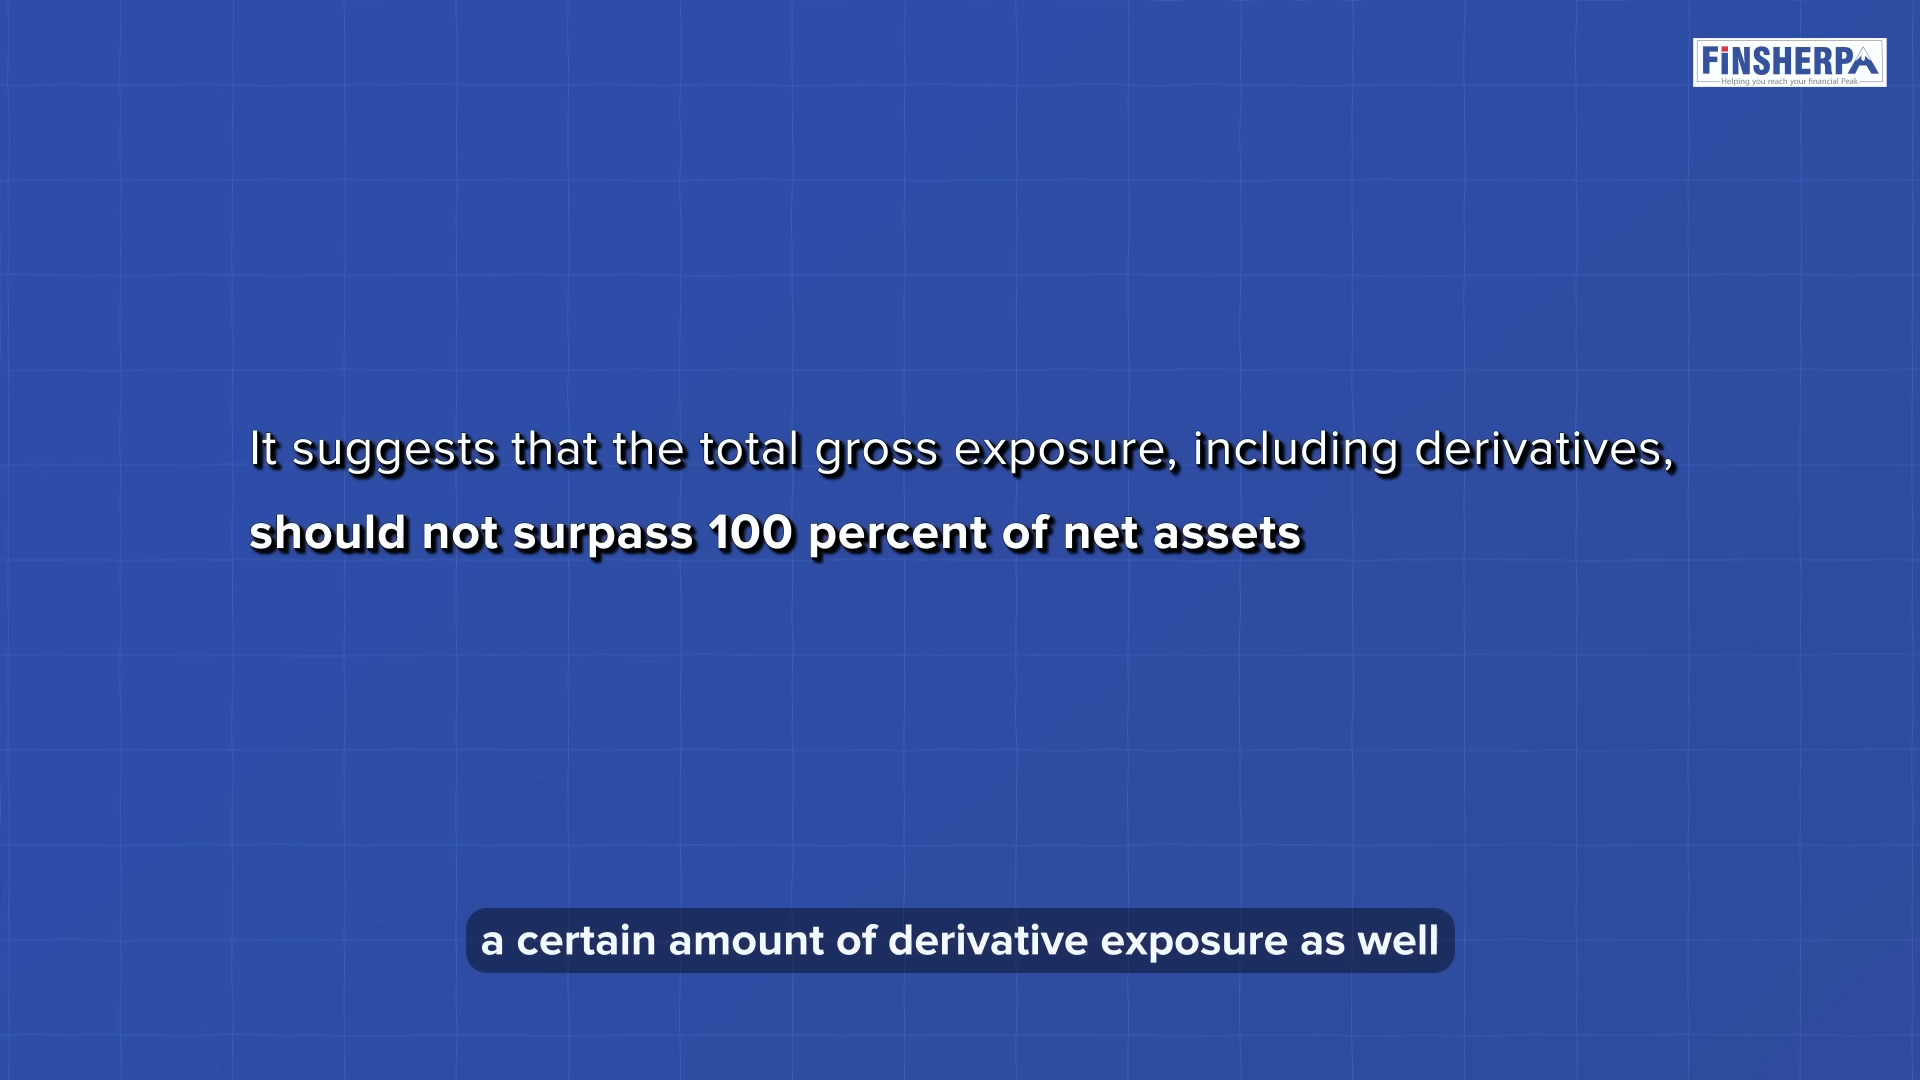 FiNSHERPA
Helping you reach your financial Peak
It suggests that the total gross exposure, including derivatives,
should not surpass 100 percent of net assets
a certain amount of derivative exposure as well